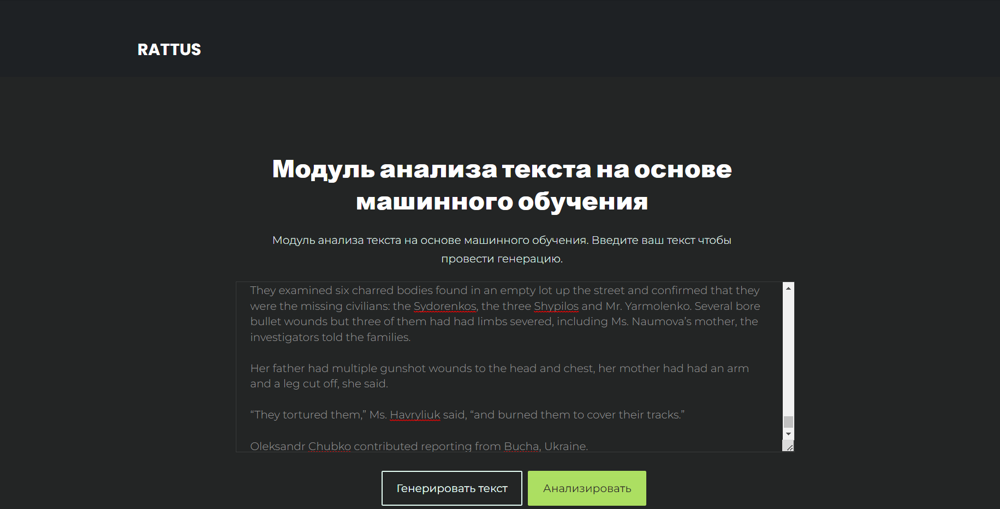 RATTUS
Модуль анализа текста на основе
машинного обучения
Модуль анализа текста на основе машинного обучения. Введите ваш текст чтобы
провести генерацию.
They examined six charred bodies found in an empty lot up the street and confirmed that they
were the missing civilians: the Sydorenkos, the three Shypilos and Mr. Yarmolenko. Several bore
bullet wounds but three of them had had limbs severed, including Ms. Naumova’s mother, the
investigators told the families.
Her father had multiple gunshot wounds to the head and chest, her mother had had an arm
and a leg cut off, she said.
“They tortured them,” Ms. Havryliuk said, “and burned them to cover their tracks.”
Oleksandr Chubko contributed reporting from Bucha, Ukraine.
Генерировать текст
Анализировать